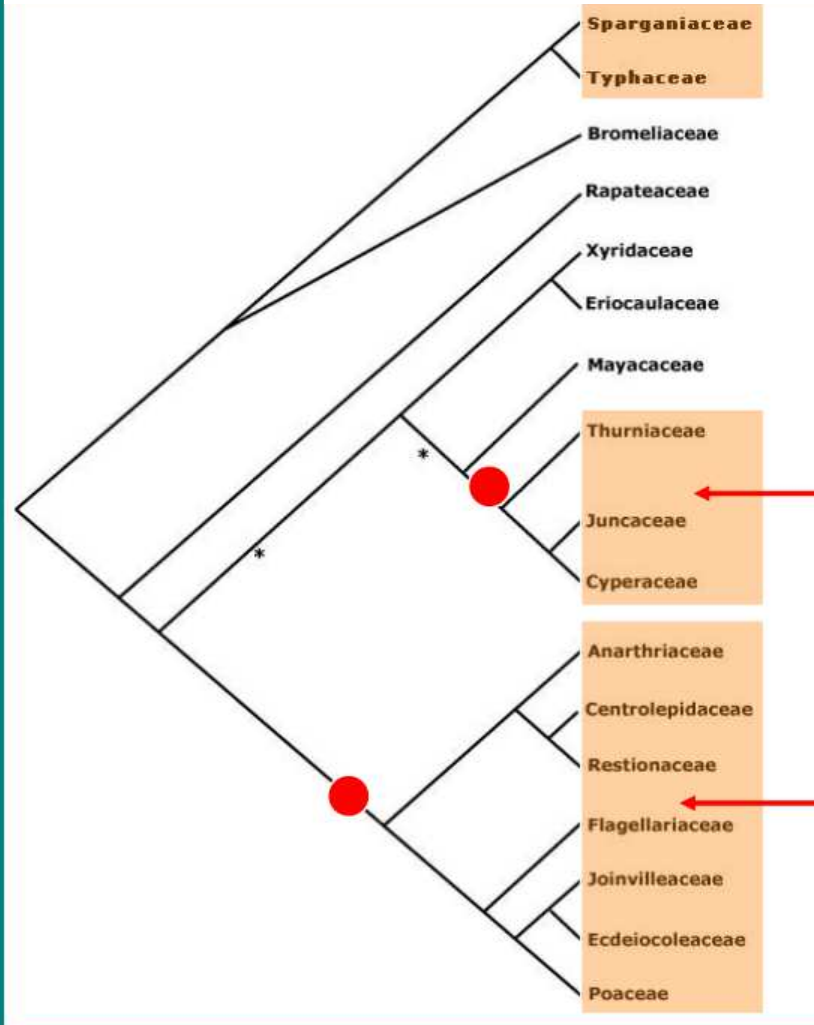 Sparganiaceae
Typhaceae
Bromeliaceae
Rapateaceae
Xyridaceae
Eriocaulaceae
Mayacaceae
*
Thurniaceae
Juncaceae
*
Cyperaceae
Anarthriaceae
Centrolepidaceae
Restionaceae
Flagellariaceae
Joinvilleaceae
Ecdeiocoleaceae
Poaceae